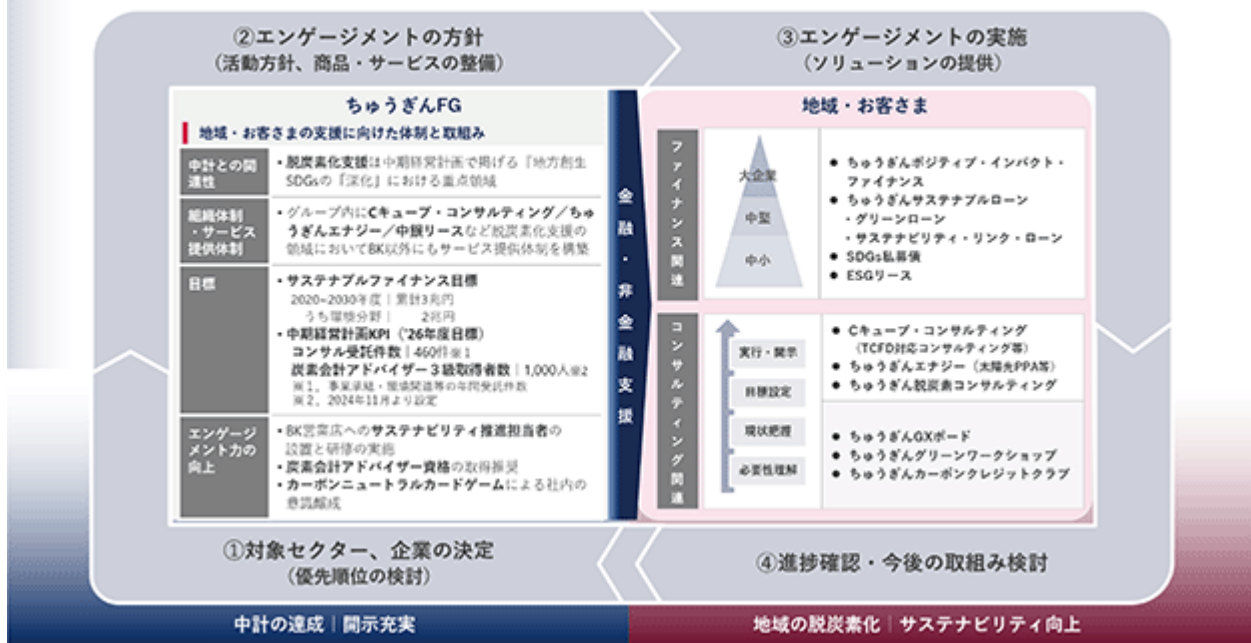 ②エンゲージメントの方針
(活動方針、商品・サービスの整備)
③エンゲージメントの実施
(ソリューションの提供)
ちゅうぎんFG
地域・お客さまの支援に向けた体制と取組み
中計との関
連性
・脱炭素化支援は中期経営計画で掲げる『地方創生
SDGsの『深化』における重点領域
組織体制
・サービス
提供体制
・グループ内にCキューブ・コンサルティング／ちゅ
うぎんエナジー／中銀リースなど脱炭素化支援の
領域においてBK以外にもサービス提供体制を構築
目標
・サステナブルファイナンス目標
2020-2030年度｜累計3兆円
うち環境分野｜ 2兆円
・中期経営計画KPI（'26年度目標）
コンサル受託件数｜460件※1
炭素会計アドバイザー３級取得者数｜1,000人※2
※1．事業承継・環境関連等の年間受託件数
※2．2024年11月より設定
エンゲージ
メント力の
向上
・BK営業店へのサステナビリティ推進担当者の
設置と研修の実施
・炭素会計アドバイザー資格の取得推奨
・カーボンニュートラルカードゲームによる社内の
意識醸成
金融・非金融支援
地域・お客さま
ファイナンス関連
大企業
中堅
中小
● ちゅうぎんポジティブ・インパクト・
ファイナンス
● ちゅうぎんサステナブルローン
・グリーンローン
・サステナビリティ・リンク・ローン
● SDGs私募債
● ESGリース
コンサルティング関連
実行・開示
目標設定
現状把握
必要性理解
● Cキューブ・コンサルティング
（TCFD対応コンサルティング等）
● ちゅうぎんエナジー（太陽光PPA等）
● ちゅうぎん脱炭素コンサルティング
● ちゅうぎんGXボード
● ちゅうぎんグリーンワークショップ
● ちゅうぎんカーボンクレジットクラブ
①対象セクター、企業の決定
(優先順位の検討)
④進捗確認・今後の取組み検討
中計の達成｜開示充実
地域の脱炭素化｜サステナビリティ向上